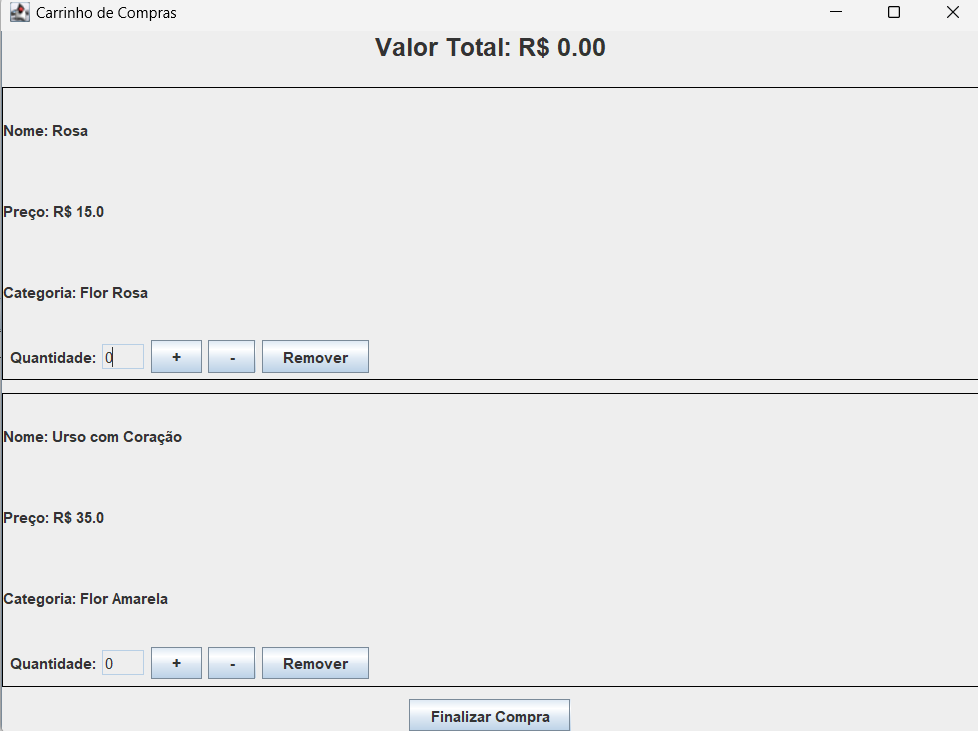 Carrinho de Compras
Valor Total: R$ 0.00
Nome: Rosa
Preço: R$ 15.0
Categoria: Flor Rosa
Quantidade: 0 + - Remover
Nome: Urso com Coração
Preço: R$ 35.0
Categoria: Flor Amarela
Quantidade: 0 + - Remover
Finalizar Compra